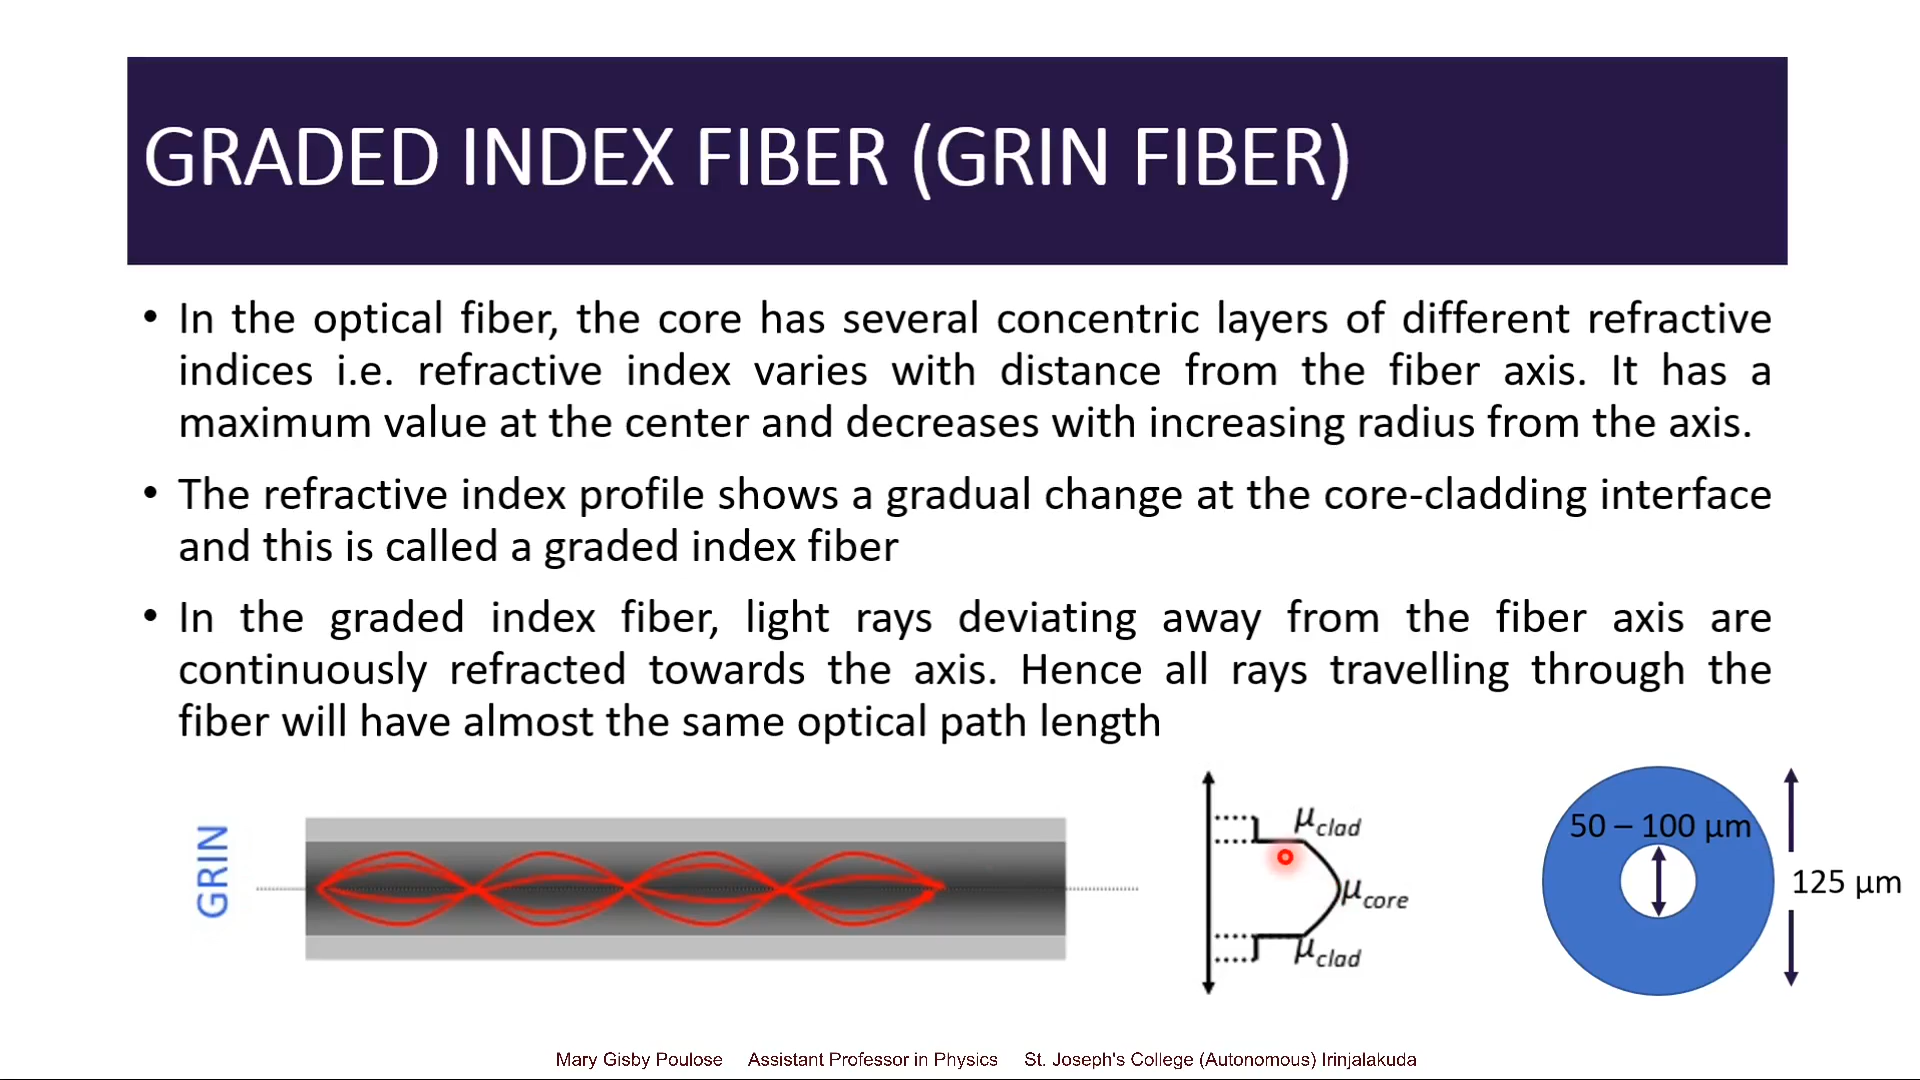 GRADED INDEX FIBER (GRIN FIBER)
• In the optical fiber, the core has several concentric layers of different refractive
indices i.e. refractive index varies with distance from the fiber axis. It has a
maximum value at the center and decreases with increasing radius from the axis.
• The refractive index profile shows a gradual change at the core-cladding interface
and this is called a graded index fiber
• In the graded index fiber, light rays deviating away from the fiber axis are
continuously refracted towards the axis. Hence all rays travelling through the
fiber will have almost the same optical path length
GRIN
μclad
μcore
μclad
50 – 100 μm
125 μm
Mary Gisby Poulose Assistant Professor in Physics St. Joseph's College (Autonomous) Irinjalakuda